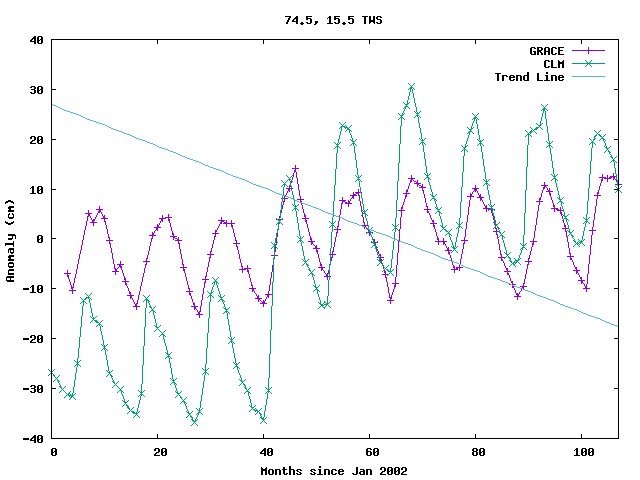 74.5, 15.5 TWS
GRACE
CLM
Trend Line
40
30
20
10
0
-10
-20
-30
-40
Anomaly (cm)
0 20 40 60 80 100
Months since Jan 2002